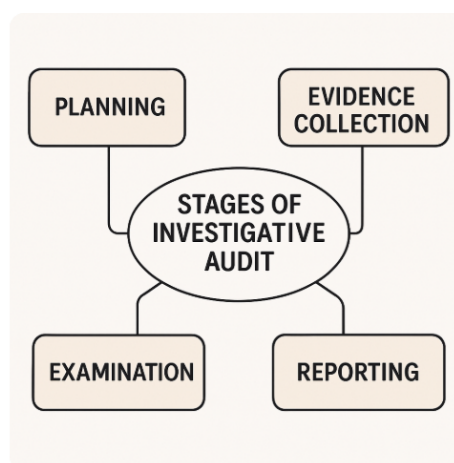 PLANNING
EVIDENCE
COLLECTION
STAGES OF
INVESTIGATIVE
AUDIT
EXAMINATION
REPORTING